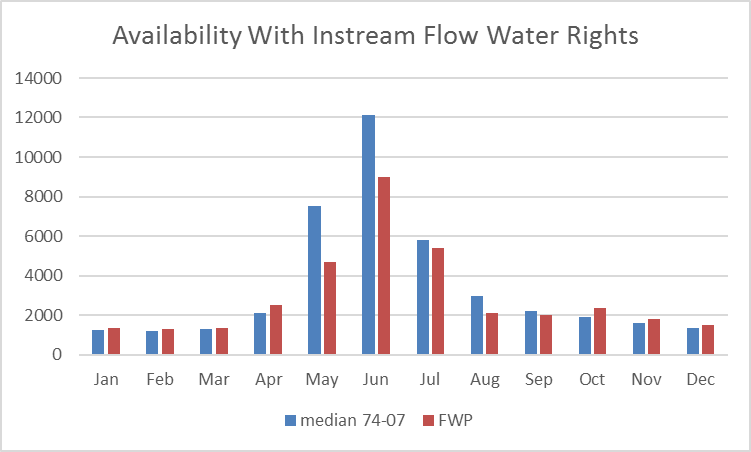 Availability With Instream Flow Water Rights
14000
12000
10000
8000
6000
4000
2000
0
Jan Feb Mar Apr May Jun Jul Aug Sep Oct Nov Dec
median 74-07 FWP